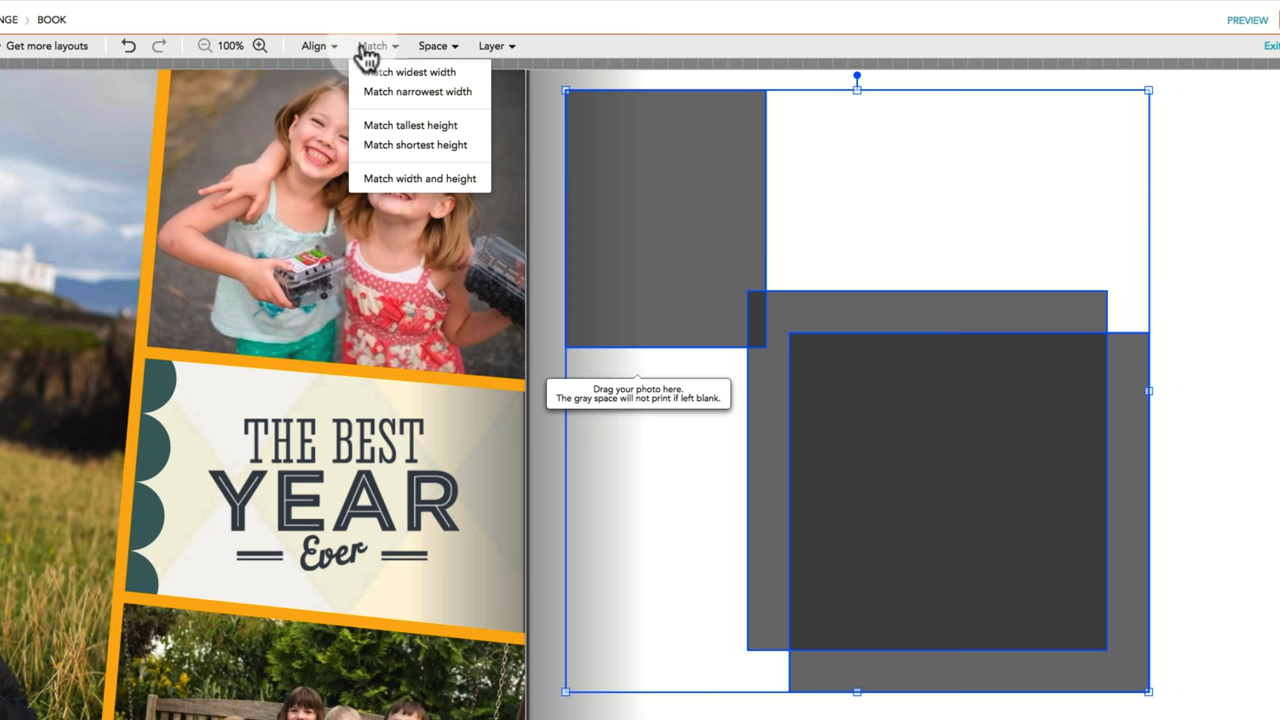 NGE > BOOK
PREVIEW
Get more layouts
100%
Align
Match
Space
Layer
Exi
Match widest width
Match narrowest width
Match tallest height
Match shortest height
Match width and height
THE BEST
YEAR
Ever
Drag your photo here.
The gray space will not print if left blank.